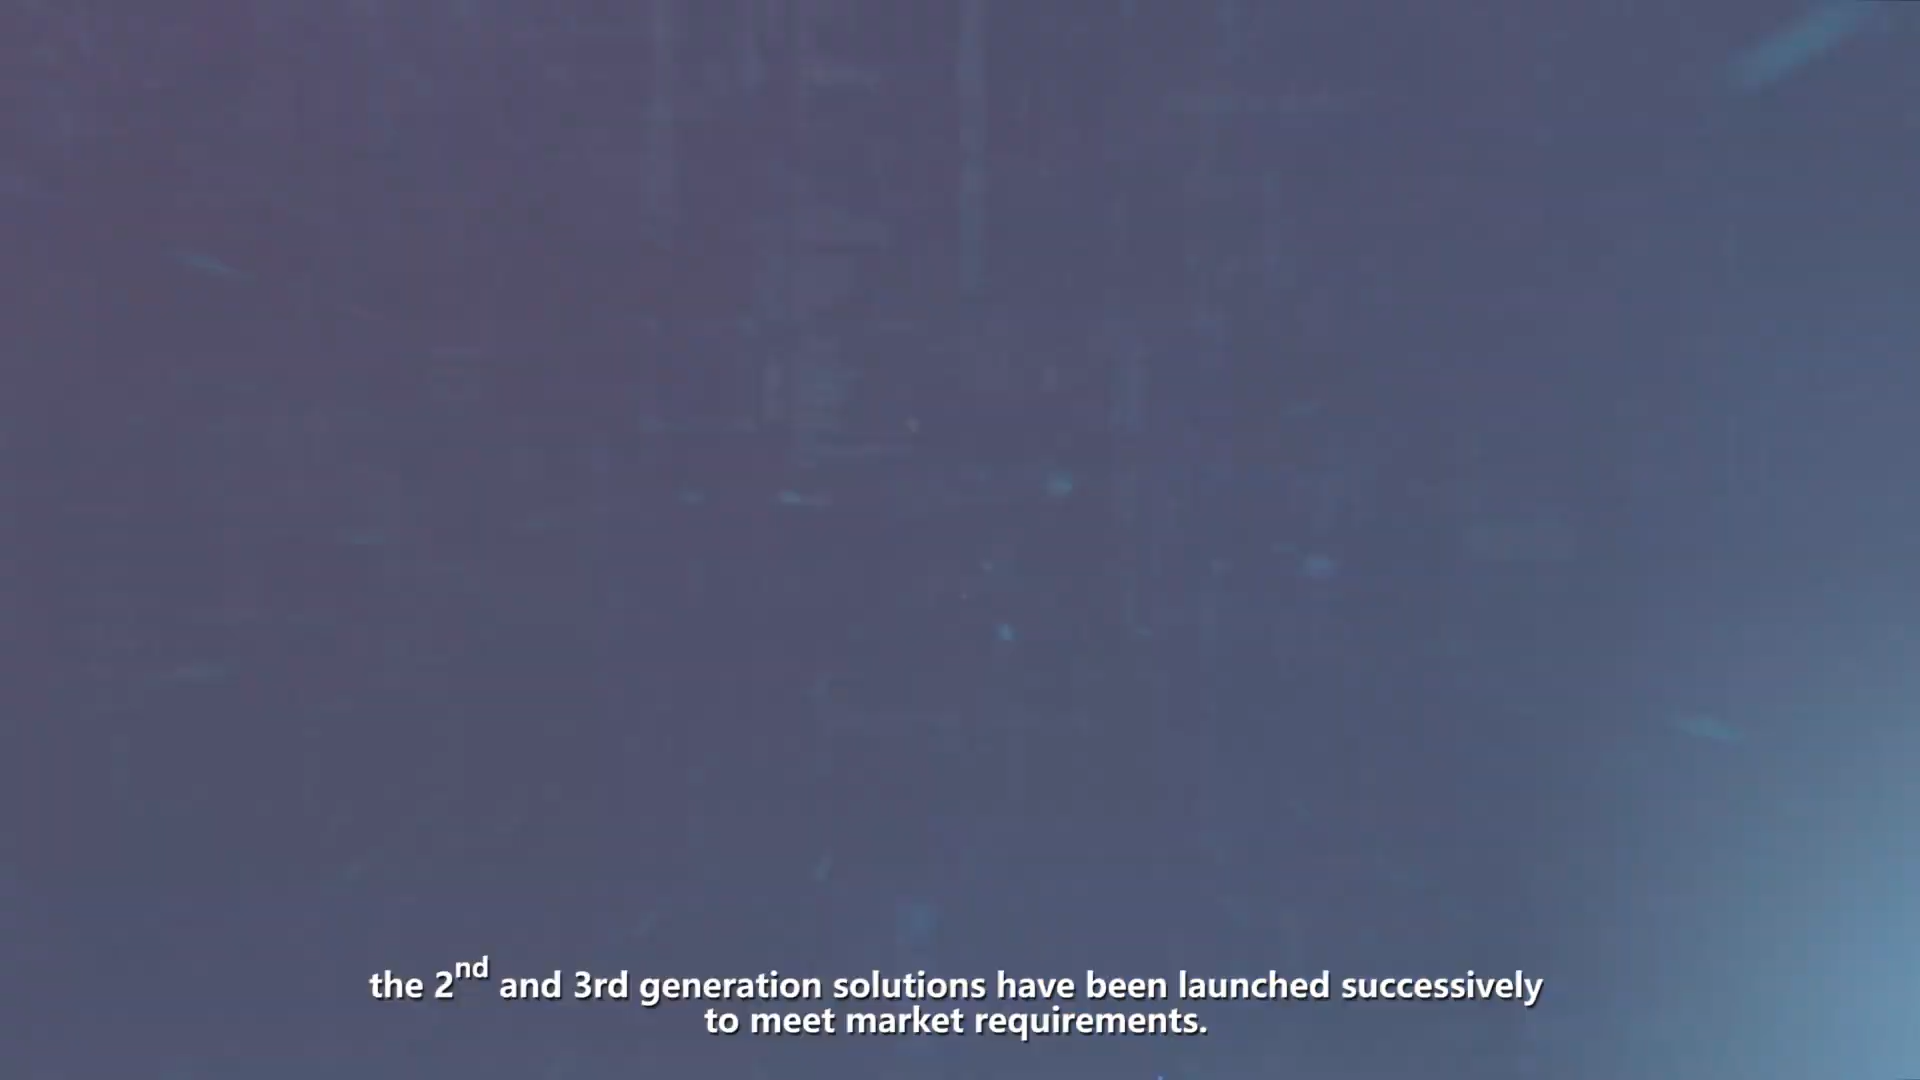 the 2nd and 3rd generation solutions have been launched successively
to meet market requirements.